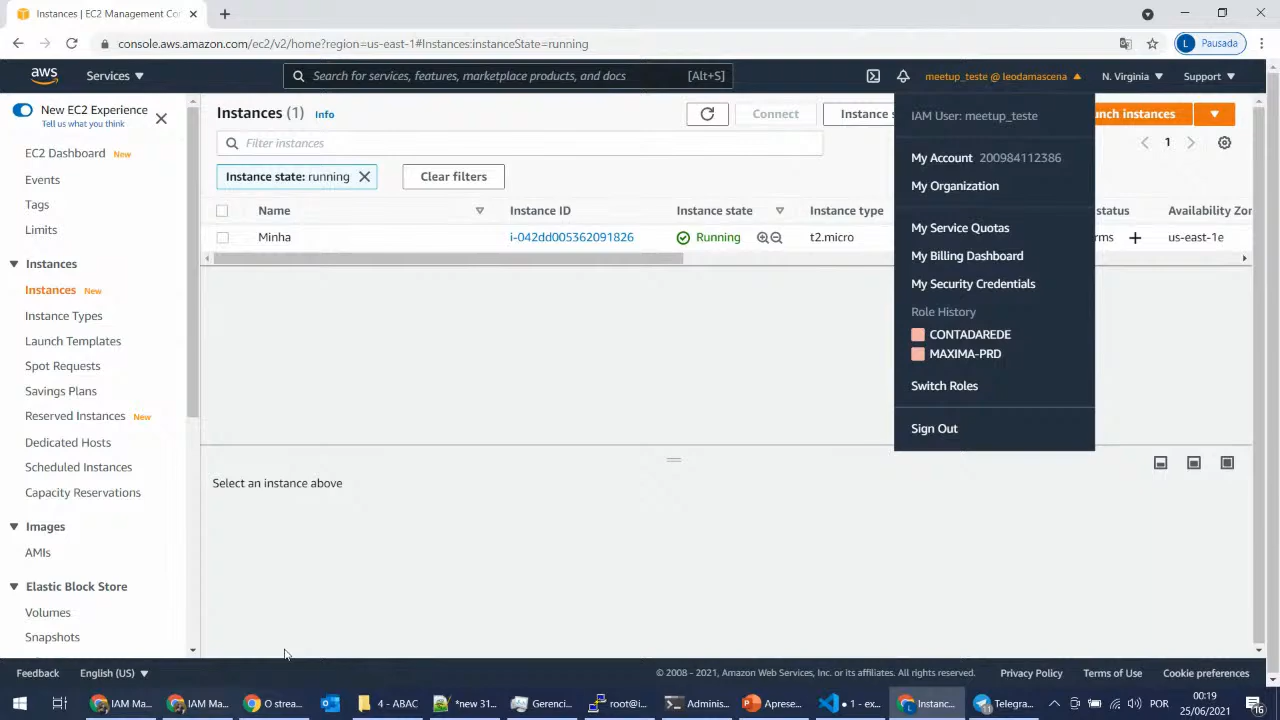 Instances | EC2 Management Co
console.aws.amazon.com/ec2/v2/home?region=us-east-1#Instances:instanceState=running
L Pausada
aws Services Search for services, features, marketplace products, and docs [Alt+S] meetup_teste @ leodamascena N. Virginia Support
New EC2 Experience
Tell us what you think
EC2 Dashboard New
Events
Tags
Limits
Instances
Instances New
Instance Types
Launch Templates
Spot Requests
Savings Plans
Reserved Instances New
Dedicated Hosts
Scheduled Instances
Capacity Reservations
Images
AMIs
Elastic Block Store
Volumes
Snapshots
Instances (1) Info
Connect Instance s unch instances
Filter instances
1
Instance state: running Clear filters
Name Instance ID Instance state Instance type status Availability Zon
Minha i-042dd005362091826 Running t2.micro rms us-east-1e
Select an instance above
IAM User: meetup_teste
My Account 200984112386
My Organization
My Service Quotas
My Billing Dashboard
My Security Credentials
Role History
CONTADAREDE
MAXIMA-PRD
Switch Roles
Sign Out
Feedback English (US) © 2008 - 2021, Amazon Web Services, Inc. or its affiliates. All rights reserved. Privacy Policy Terms of Use Cookie preferences
IAM Ma... IAM Ma... O strea... 4 - ABAC *new 31... Gerenci... root@i... Adminis... Aprese... 1 - ex... Instanc... Telegra... POR
00:19
25/06/2021
16